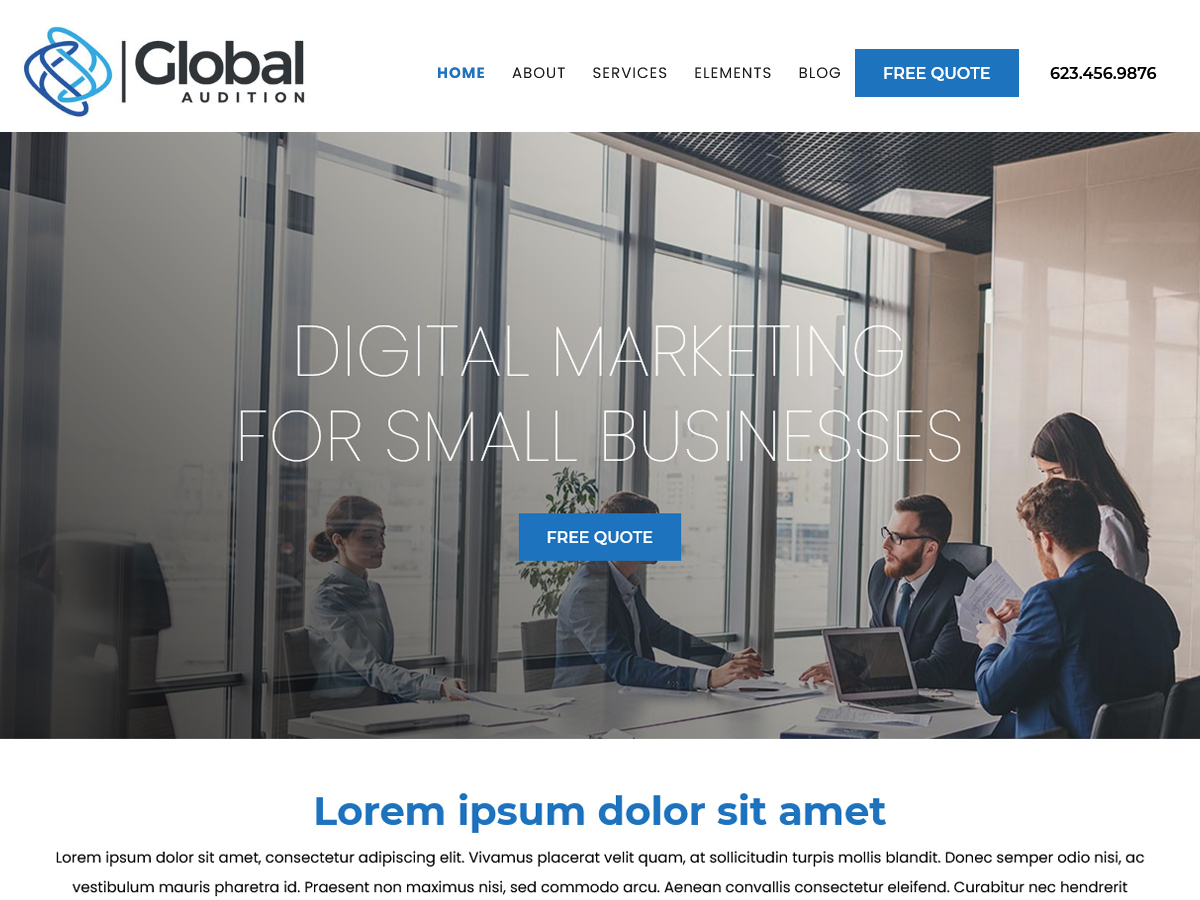 Global
AUDITION
HOME ABOUT SERVICES ELEMENTS BLOG FREE QUOTE 623.456.9876
DIGITAL MARKETING
FOR SMALL BUSINESSES
FREE QUOTE
Lorem ipsum dolor sit amet
Lorem ipsum dolor sit amet, consectetur adipiscing elit. Vivamus placerat velit quam, at sollicitudin turpis mollis blandit. Donec semper odio nisi, ac
vestibulum mauris pharetra id. Praesent non maximus nisi, sed commodo arcu. Aenean convallis consectetur eleifend. Curabitur nec hendrerit